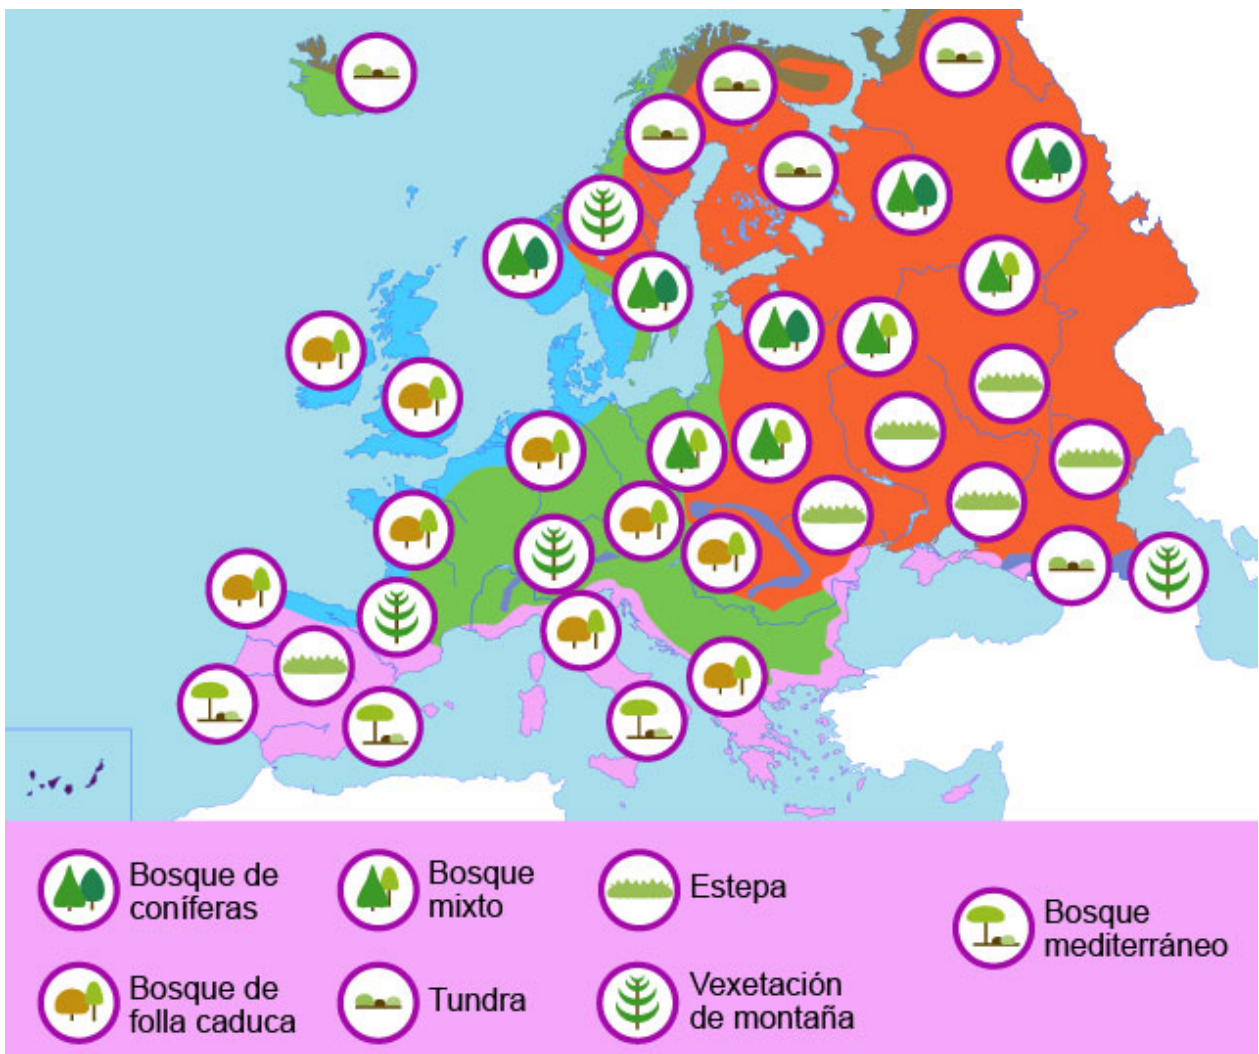 Bosque de
coníferas
Bosque
mixto
Estepa
Bosque
mediterráneo
Bosque de
folla caduca
Tundra
Vexetación
de montaña